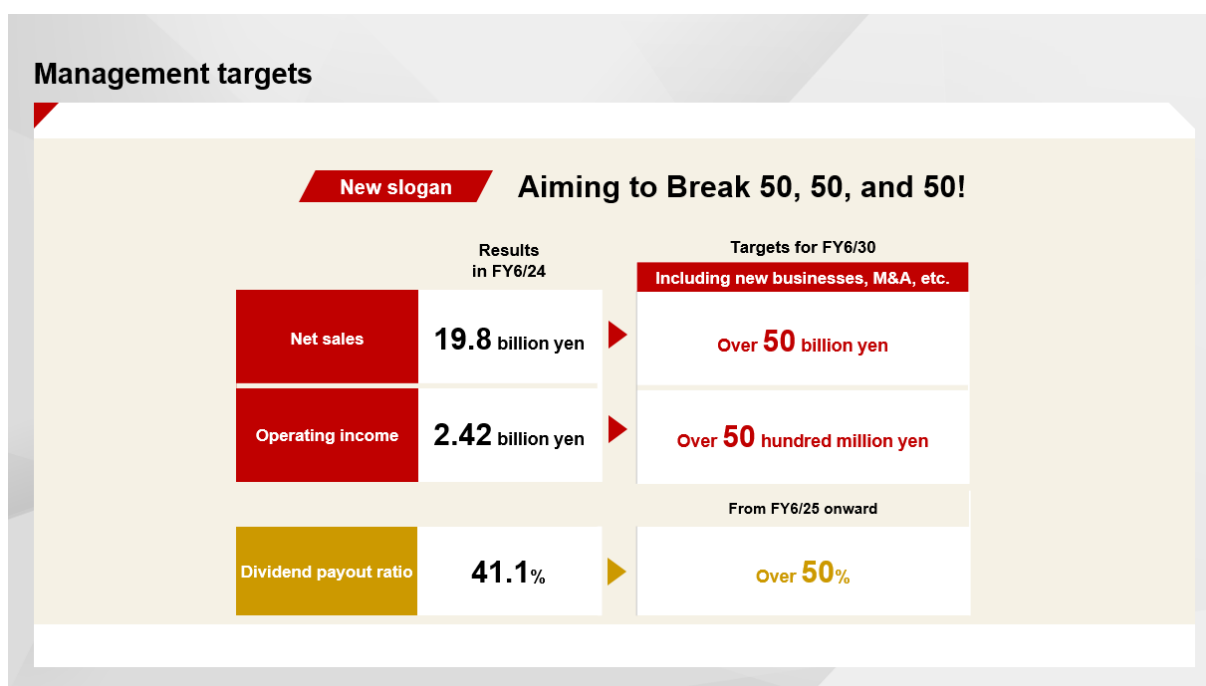 Management targets
New slogan
Aiming to Break 50, 50, and 50!
Results
in FY6/24
Targets for FY6/30
Including new businesses, M&A, etc.
Net sales
19.8 billion yen
Over 50 billion yen
Operating income
2.42 billion yen
Over 50 hundred million yen
From FY6/25 onward
Dividend payout ratio
41.1%
Over 50%